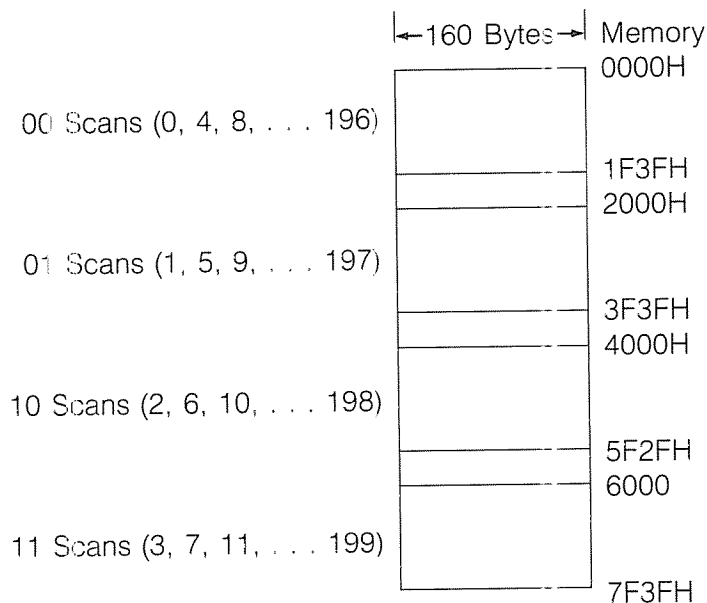 160 Bytes Memory
0000H
00 Scans (0, 4, 8, . . . 196)
1F3FH
2000H
01 Scans (1, 5, 9, . . . 197)
3F3FH
4000H
10 Scans (2, 6, 10, . . . 198)
5F2FH
6000
11 Scans (3, 7, 11, . . . 199)
7F3FH